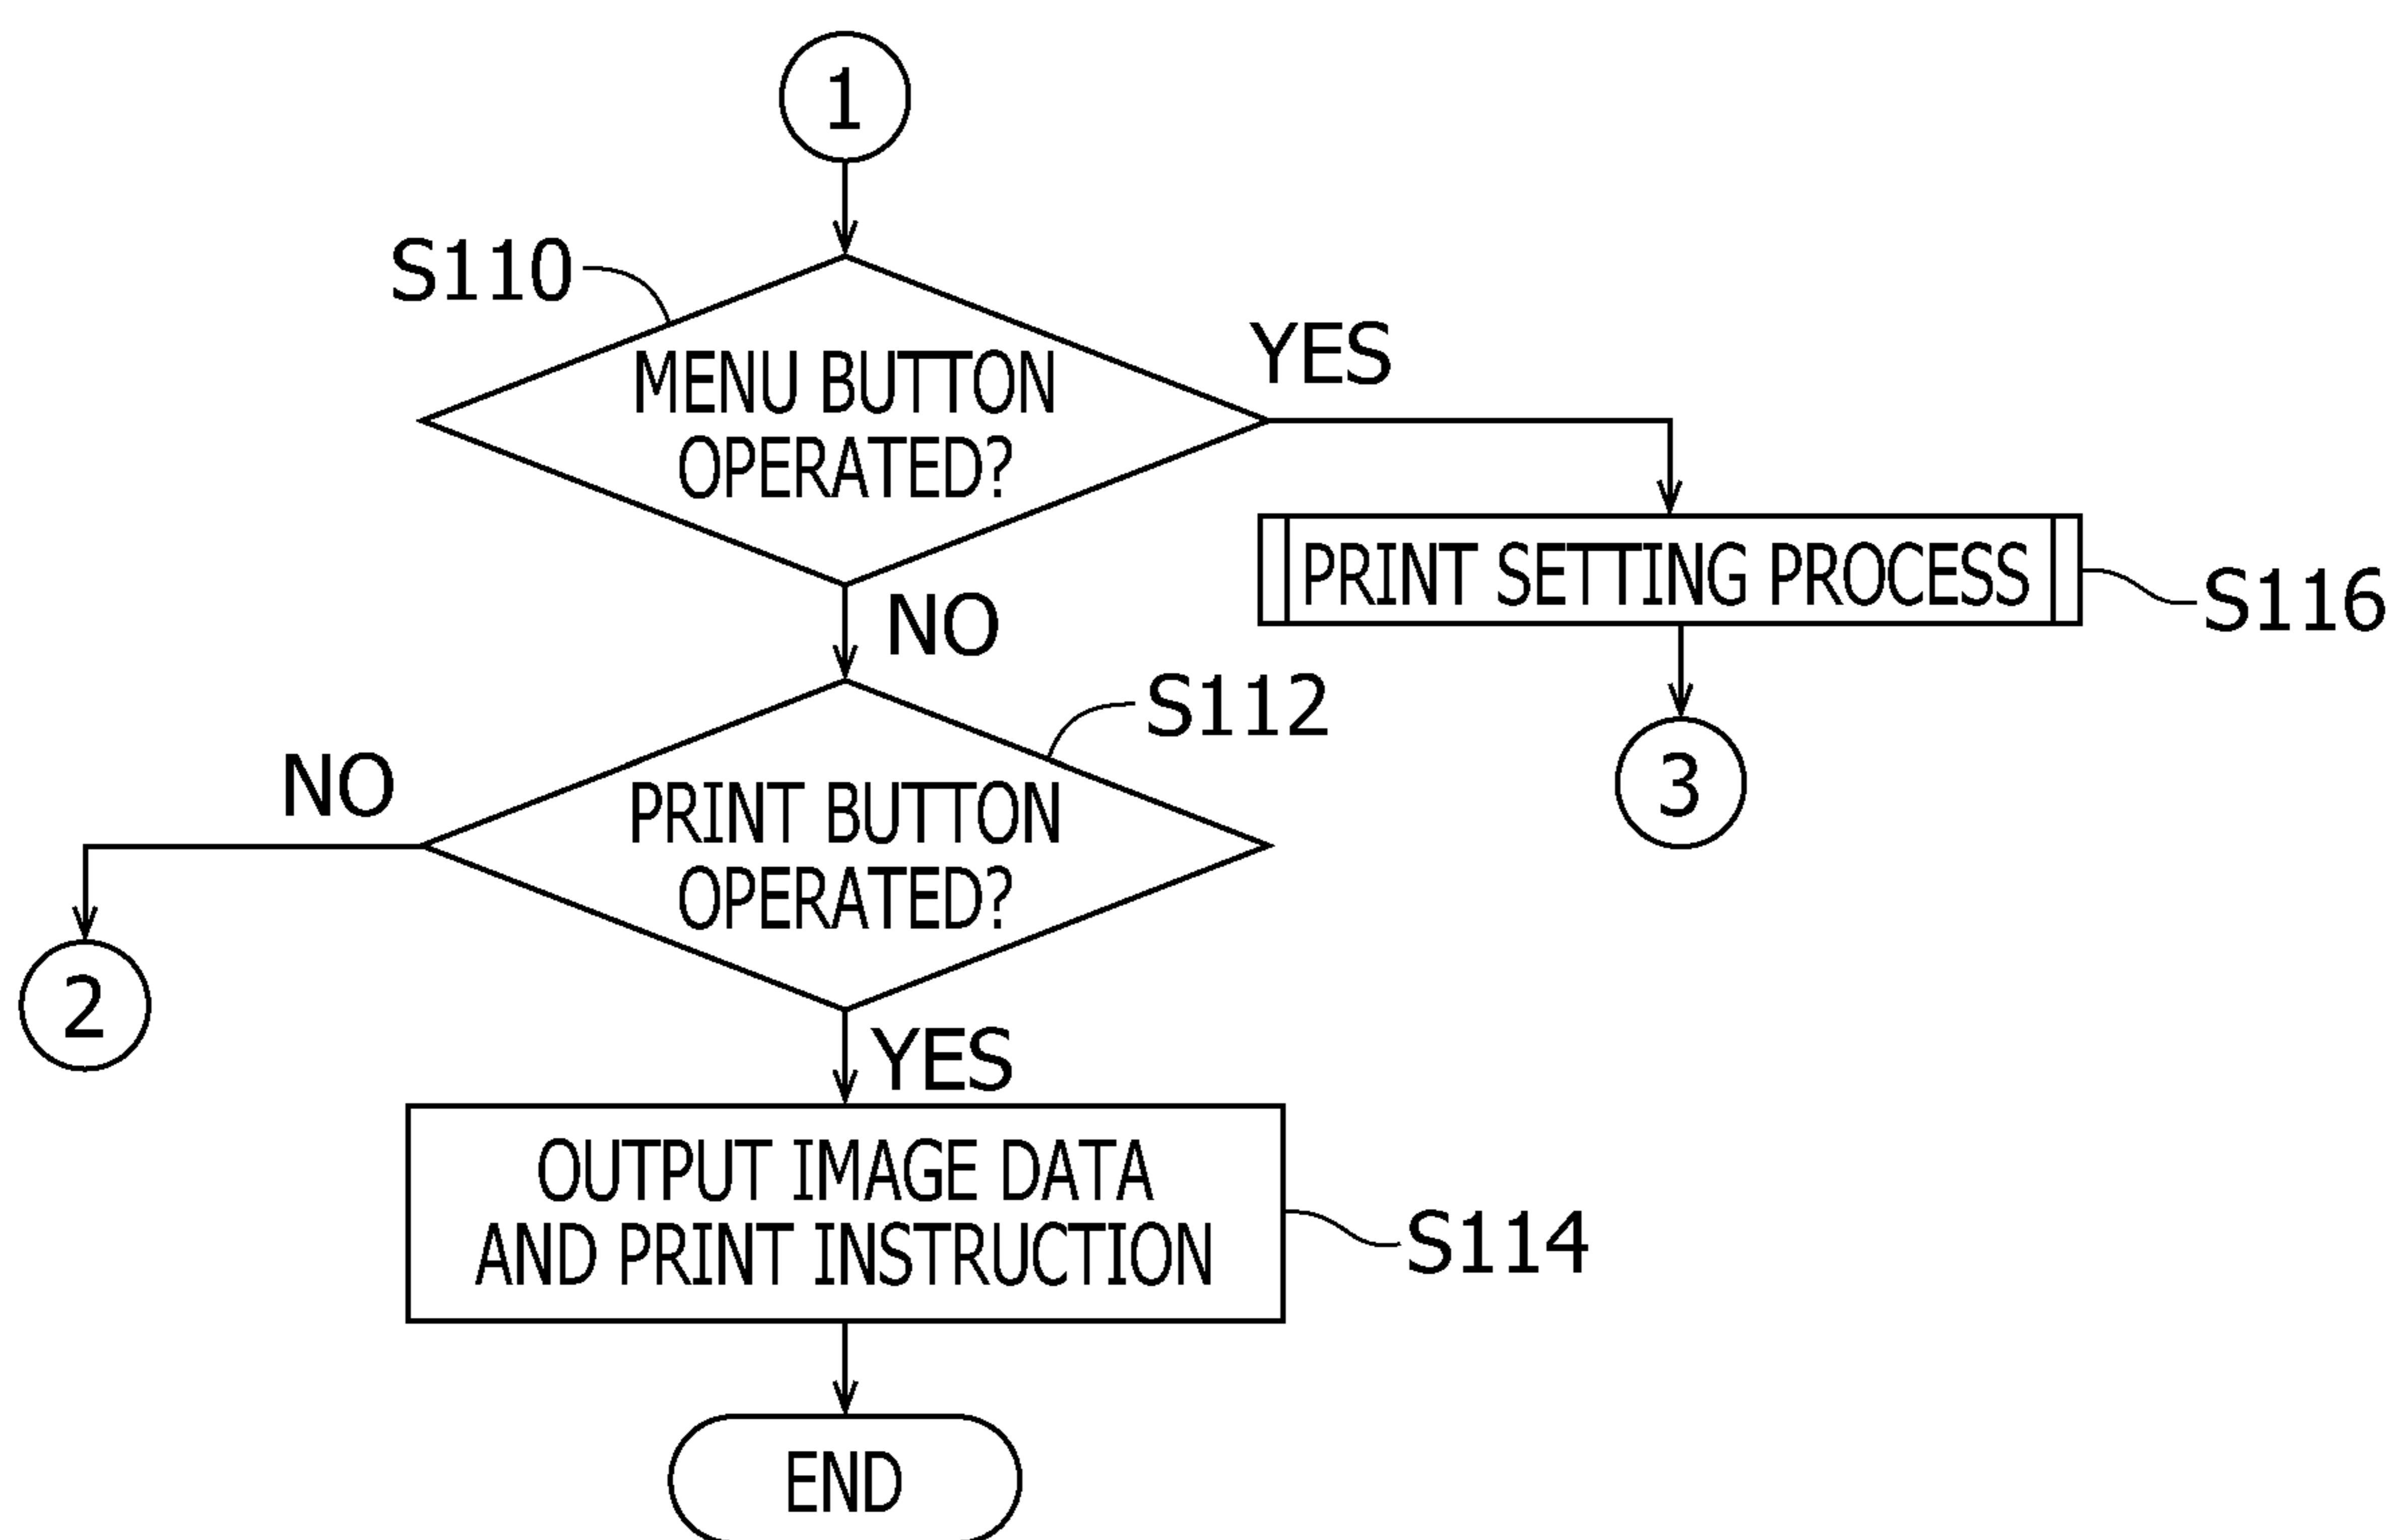 1
S110
MENU BUTTON
OPERATED?
YES
PRINT SETTING PROCESS
S116
3
NO
S112
PRINT BUTTON
OPERATED?
NO
2
YES
OUTPUT IMAGE DATA
AND PRINT INSTRUCTION
S114
END